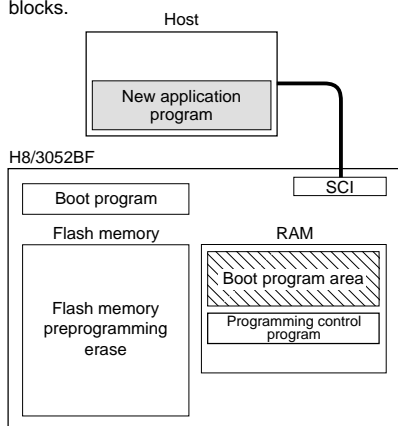 blocks.
Host
New application
program
H8/3052BF
SCI
Boot program
Flash memory
RAM
Boot program area
Flash memory
preprogramming
erase
Programming control
program